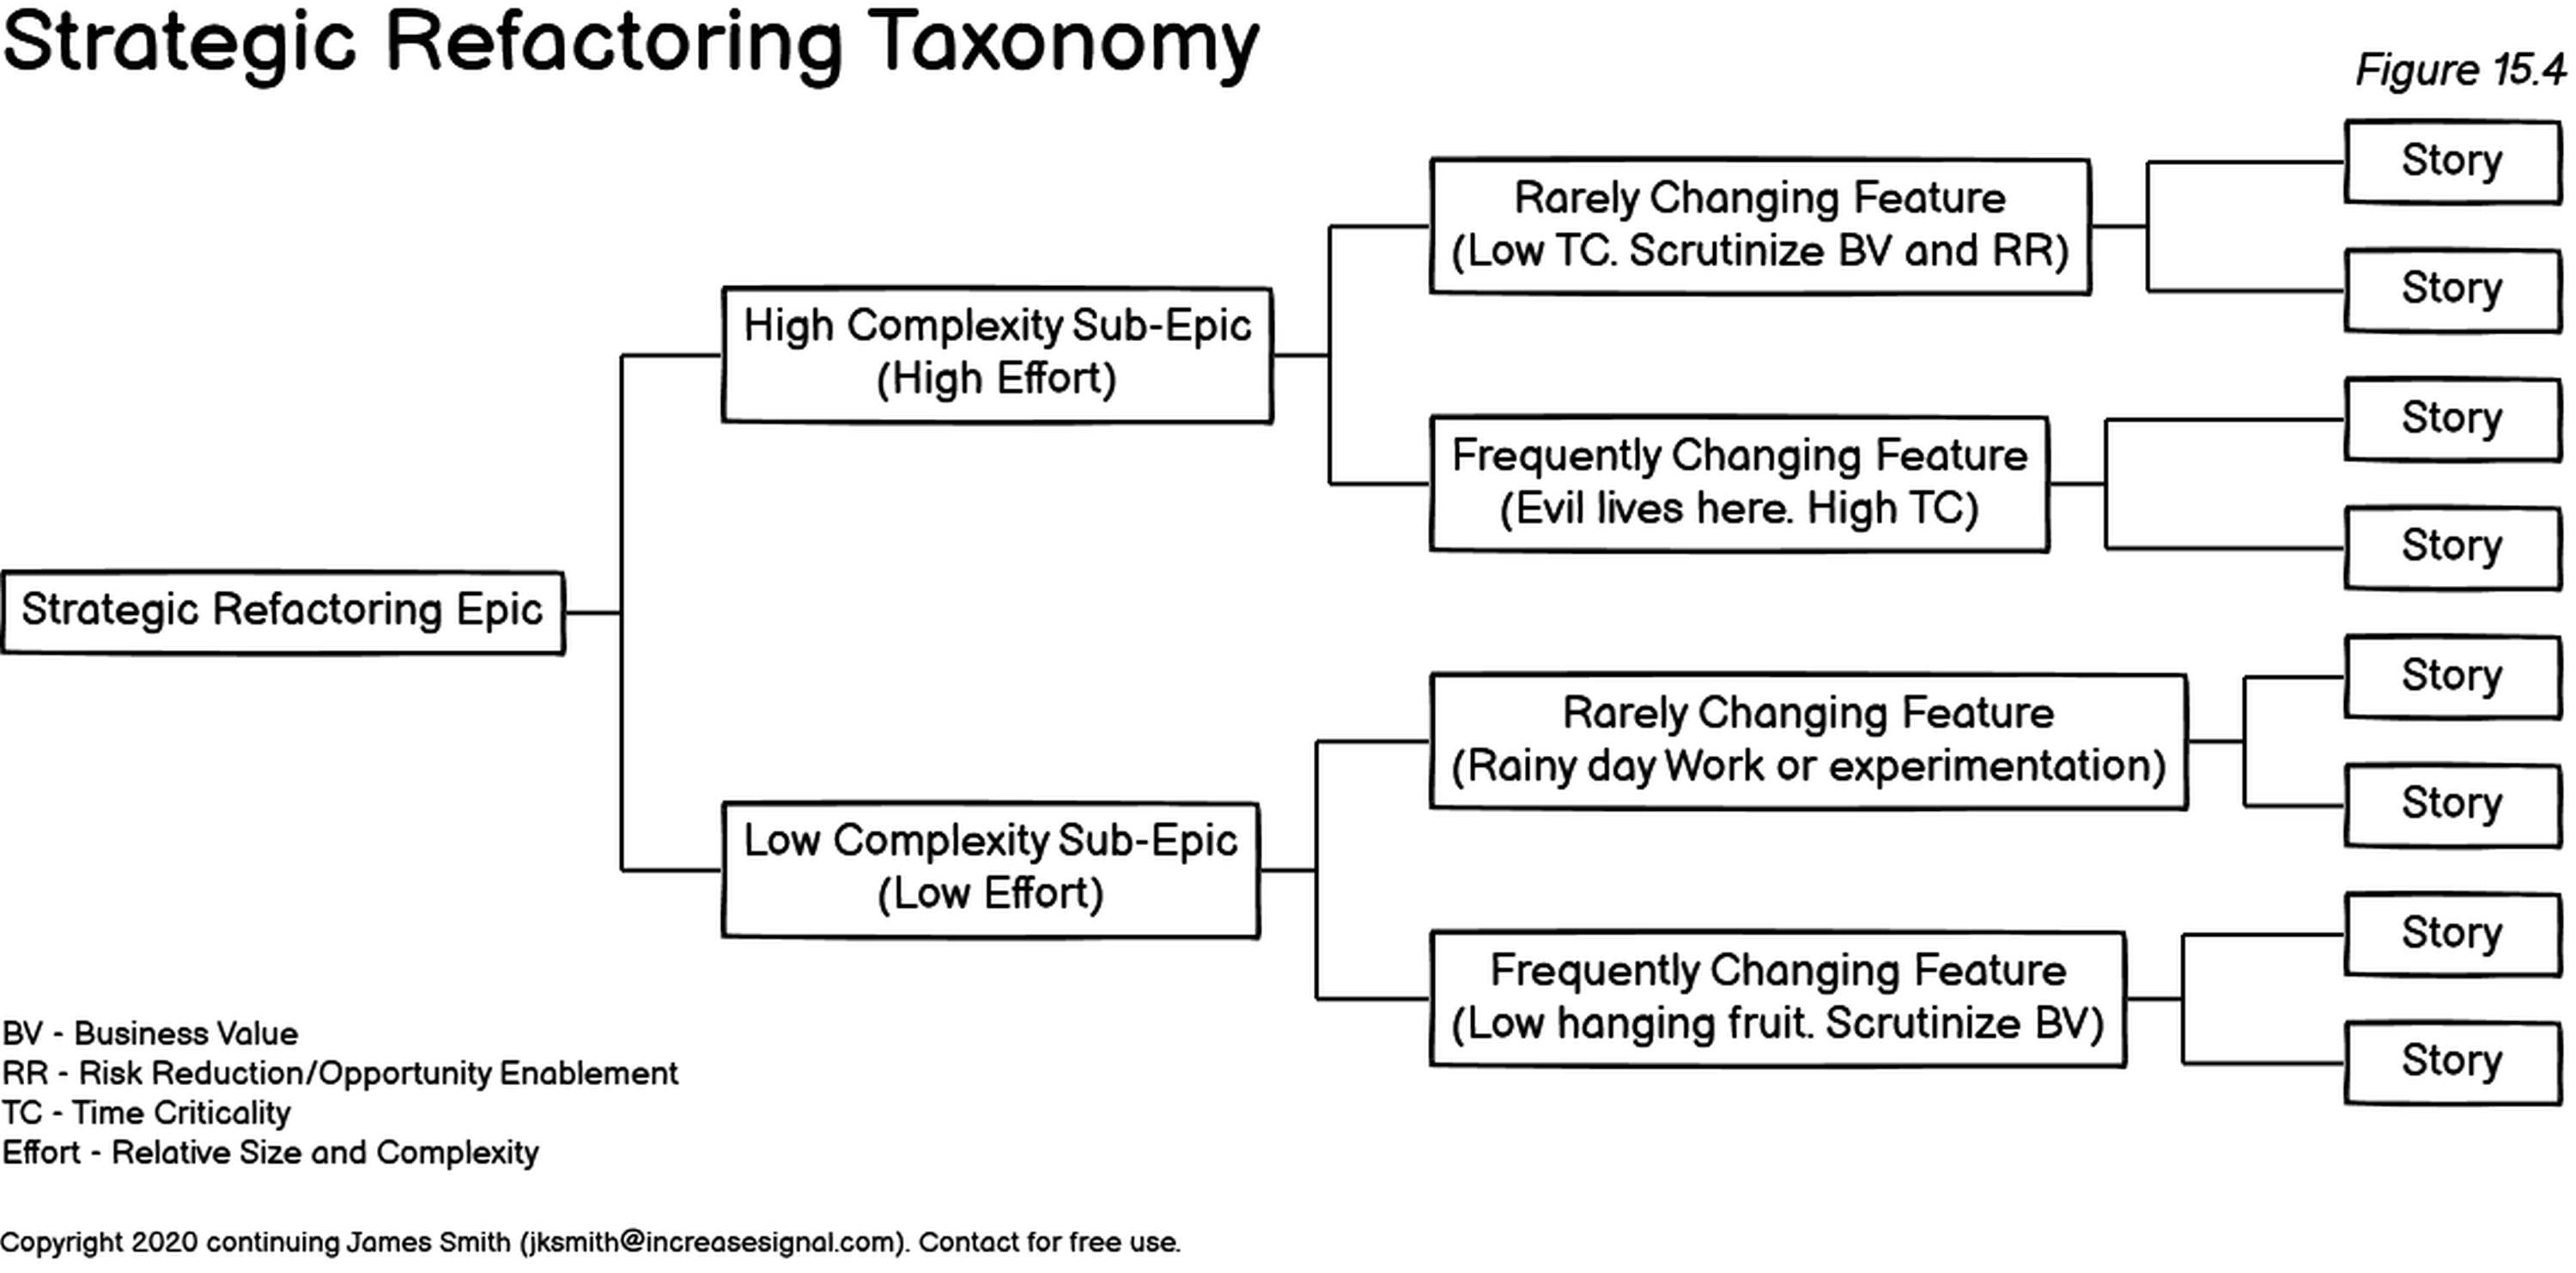 Strategic Refactoring Taxonomy
Figure 15.4
Strategic Refactoring Epic
High Complexity Sub-Epic
(High Effort)
Rarely Changing Feature
(Low TC. Scrutinize BV and RR)
Story
Story
Frequently Changing Feature
(Evil lives here. High TC)
Story
Story
Low Complexity Sub-Epic
(Low Effort)
Rarely Changing Feature
(Rainy day Work or experimentation)
Story
Story
Frequently Changing Feature
(Low hanging fruit. Scrutinize BV)
Story
Story
BV - Business Value
RR - Risk Reduction/Opportunity Enablement
TC - Time Criticality
Effort - Relative Size and Complexity
Copyright 2020 continuing James Smith (jksmith@increasesignal.com). Contact for free use.